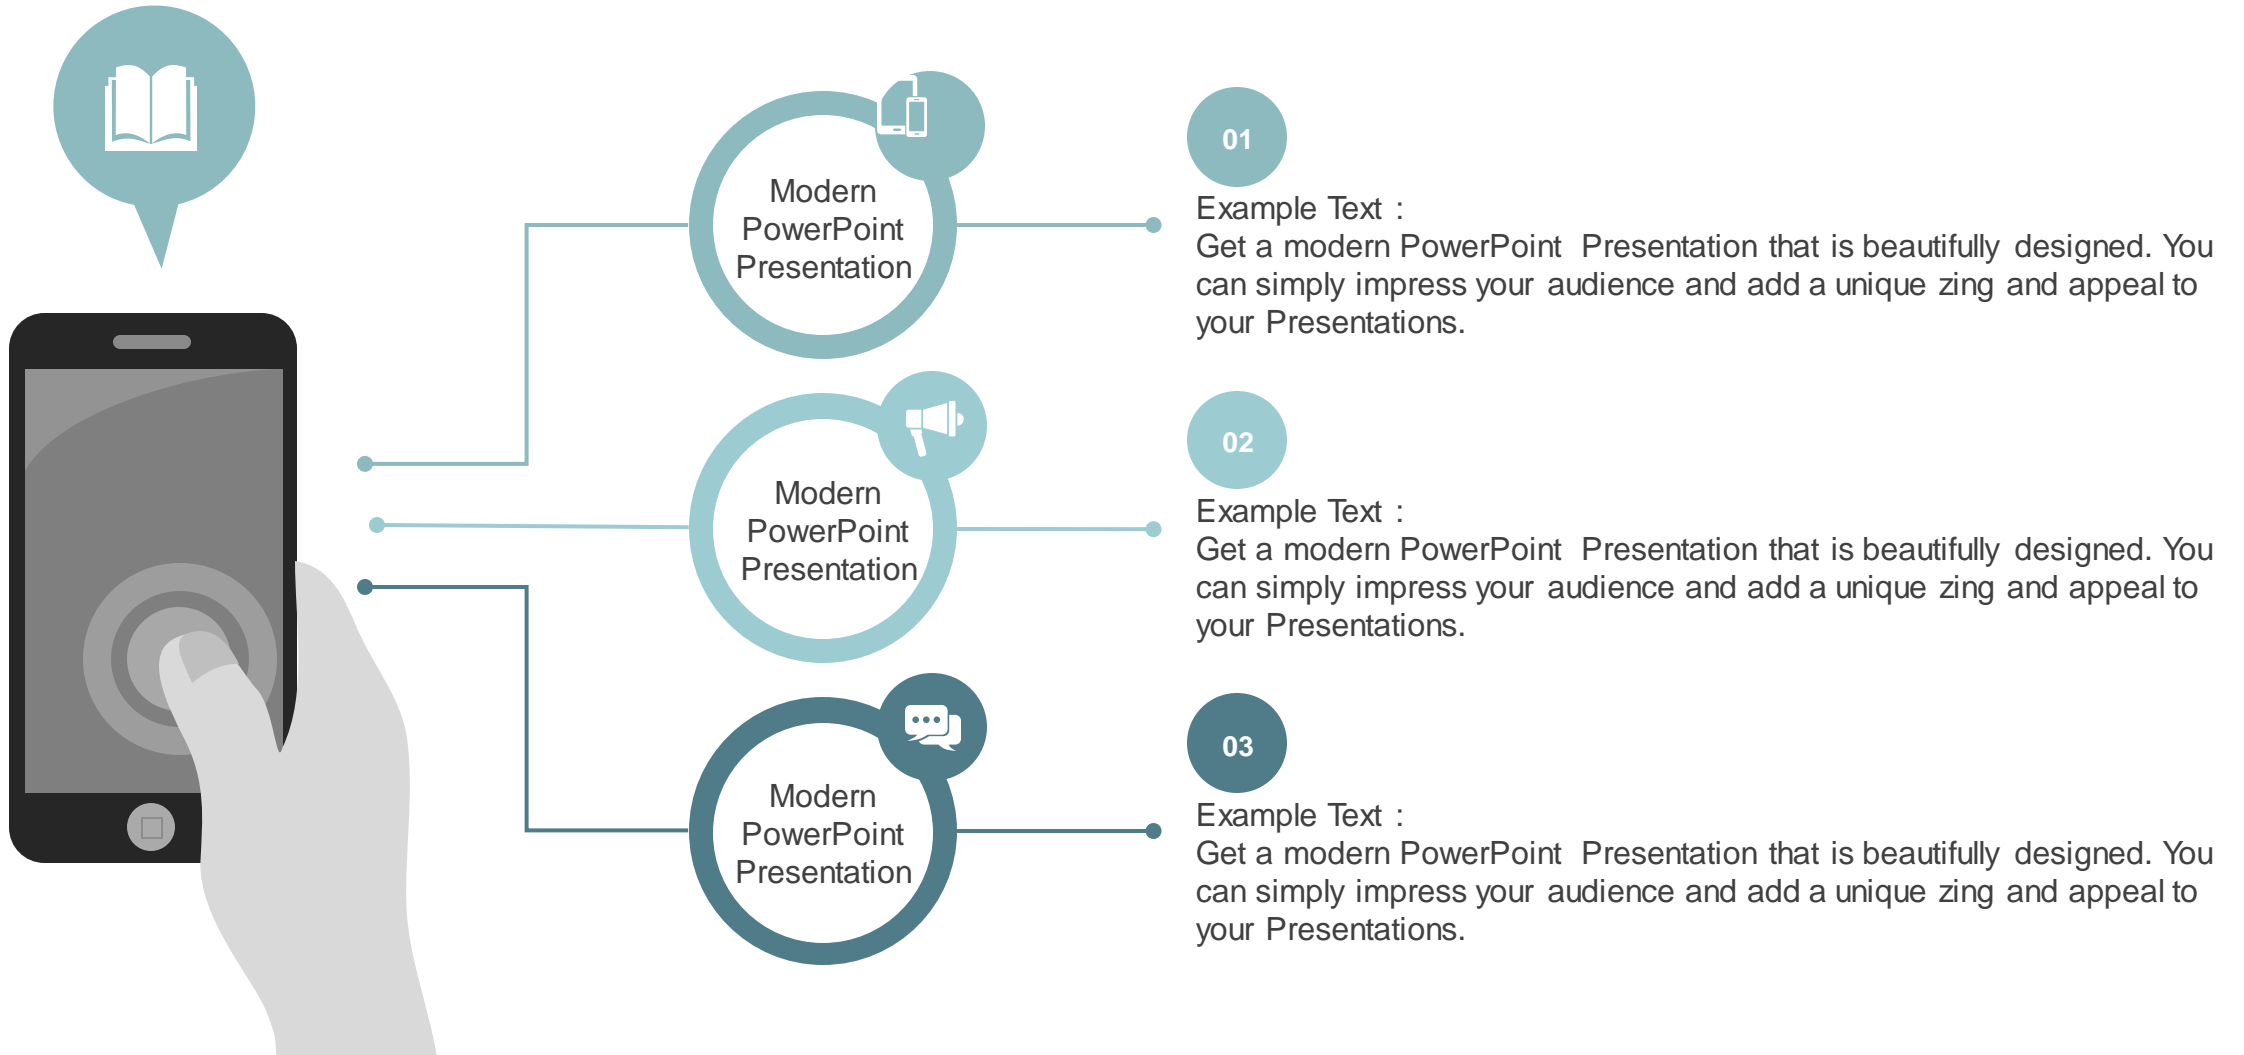 Modern
PowerPoint
Presentation
01
Example Text :
Get a modern PowerPoint Presentation that is beautifully designed. You
can simply impress your audience and add a unique zing and appeal to
your Presentations.
Modern
PowerPoint
Presentation
02
Example Text :
Get a modern PowerPoint Presentation that is beautifully designed. You
can simply impress your audience and add a unique zing and appeal to
your Presentations.
Modern
PowerPoint
Presentation
03
Example Text :
Get a modern PowerPoint Presentation that is beautifully designed. You
can simply impress your audience and add a unique zing and appeal to
your Presentations.